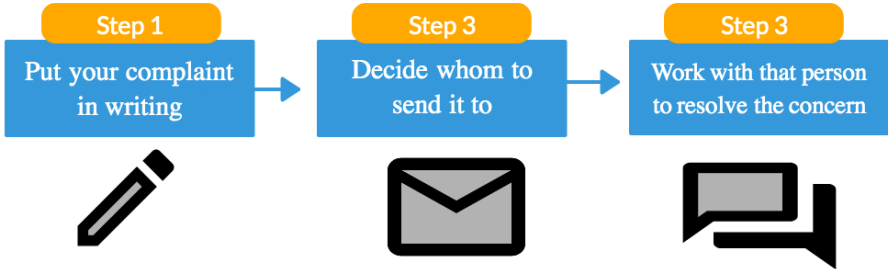 Step 1
Put your complaint
in writing
Step 3
Decide whom to
send it to
Step 3
Work with that person
to resolve the concern